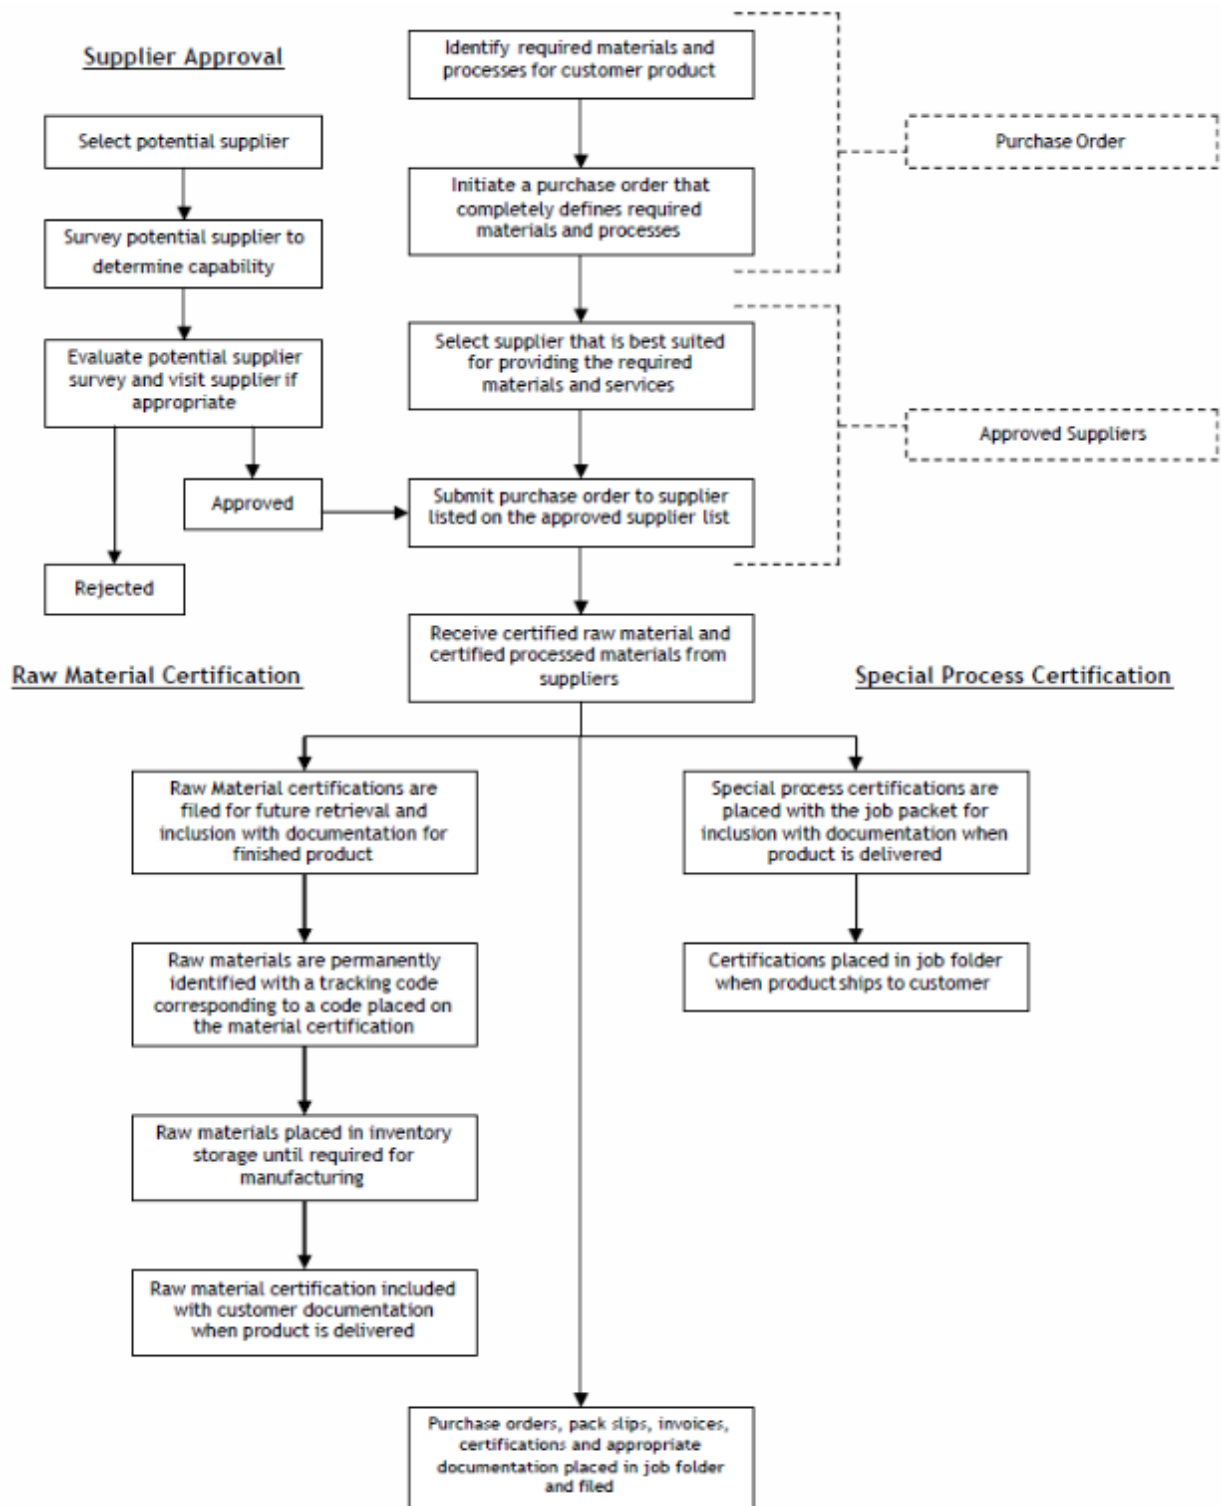 Supplier Approval
Select potential supplier
Survey potential supplier to
determine capability
Evaluate potential supplier
survey and visit supplier if
appropriate
Approved
Rejected
Identify required materials and
processes for customer product
Initiate a purchase order that
completely defines required
materials and processes
Purchase Order
Select supplier that is best suited
for providing the required
materials and services
Approved Suppliers
Submit purchase order to supplier
listed on the approved supplier list
Receive certified raw material and
certified processed materials from
suppliers
Raw Material Certification
Raw Material certifications are
filed for future retrieval and
inclusion with documentation for
finished product
Raw materials are permanently
identified with a tracking code
corresponding to a code placed on
the material certification
Raw materials placed in inventory
storage until required for
manufacturing
Raw material certification included
with customer documentation
when product is delivered
Special Process Certification
Special process certifications are
placed with the job packet for
inclusion with documentation when
product is delivered
Certifications placed in job folder
when product ships to customer
Purchase orders, pack slips, invoices,
certifications and appropriate
documentation placed in job folder
and filed